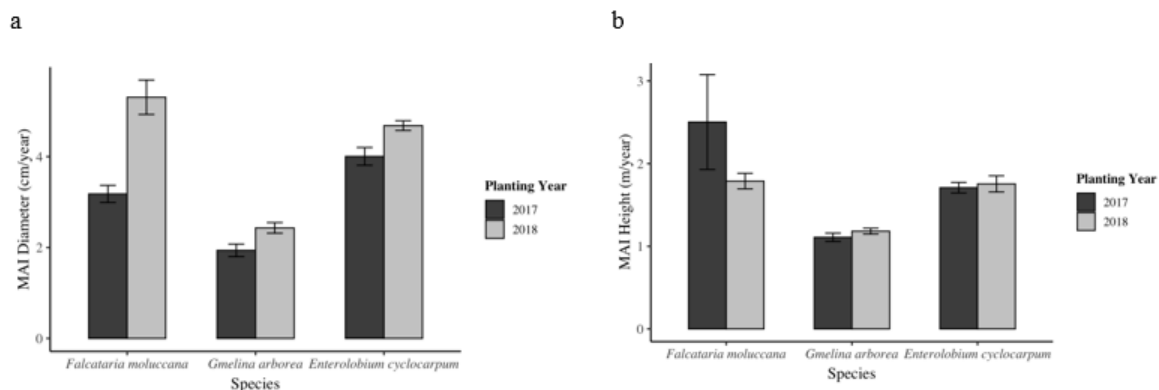 a
MAI Diameter (cm/year)
4
2
0
Falcataria moluccana Gmelina arborea Enterolobium cyclocarpum
Species
Planting Year
2017
2018
b
MAI Height (m/year)
3
2
1
0
Falcataria moluccana Gmelina arborea Enterolobium cyclocarpum
Species
Planting Year
2017
2018